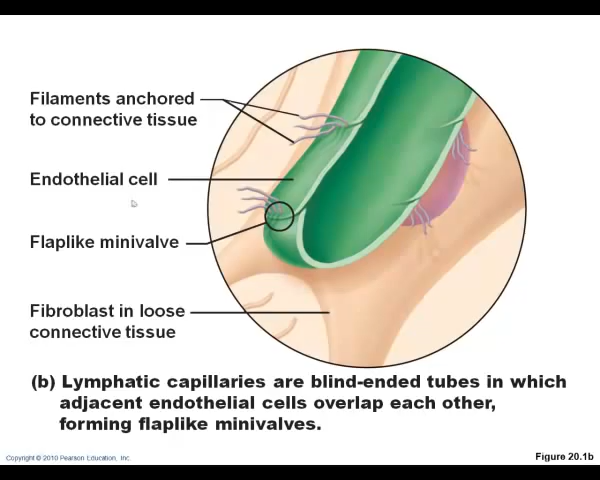 Filaments anchored
to connective tissue
Endothelial cell
Flaplike minivalve
Fibroblast in loose
connective tissue
(b) Lymphatic capillaries are blind-ended tubes in which
adjacent endothelial cells overlap each other,
forming flaplike minivalves.
Copyright © 2010 Pearson Education, Inc.
Figure 20.1b